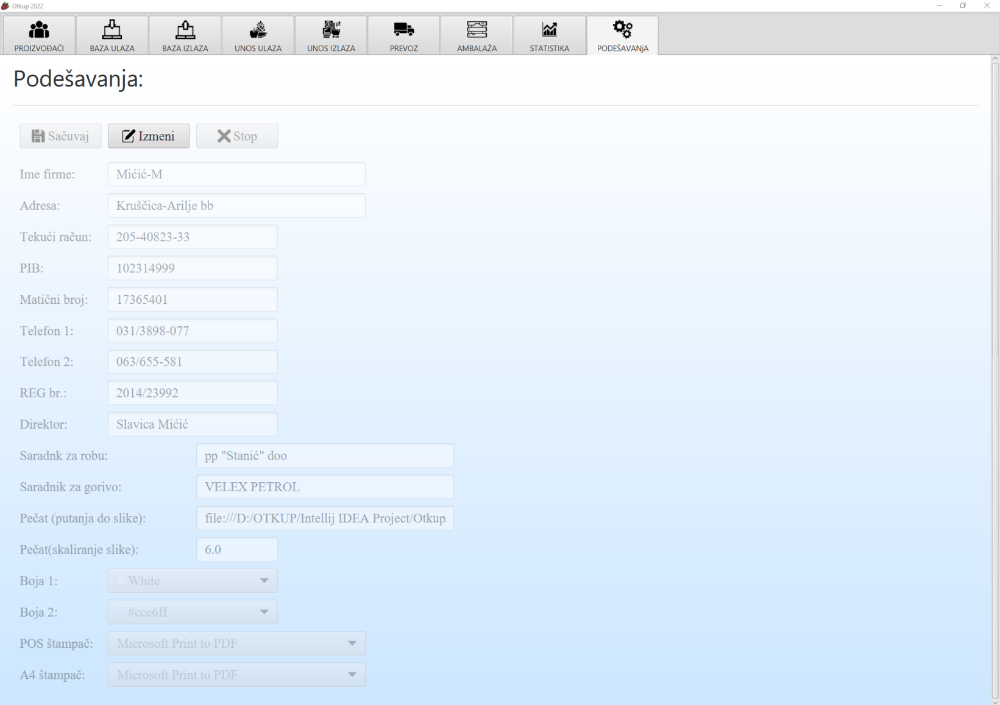 Otkup 2022
PROIZVOĐAČI
BAZA ULAZA
BAZA IZLAZA
UNOS ULAZA
UNOS IZLAZA
PREVOZ
AMBALAŽA
STATISTIKA
PODEŠAVANjA
Podešavanja:
Sačuvaj
Izmeni
Stop
Ime firme: Mićić-M
Adresa: Kruščica-Arilje bb
Tekući račun: 205-40823-33
PIB: 102314999
Matični broj: 17365401
Telefon 1: 031/3898-077
Telefon 2: 063/655-581
REG br.: 2014/23992
Direktor: Slavica Mićić
Saradnk za robu: pp "Stanić" doo
Saradnik za gorivo: VELEX PETROL
Pečat (putanja do slike): file:///D:/OTKUP/Intellij IDEA Project/Otkup
Pečat(skaliranje slike): 6.0
Boja 1: White
Boja 2: #cce6ff
POS štampač: Microsoft Print to PDF
A4 štampač: Microsoft Print to PDF